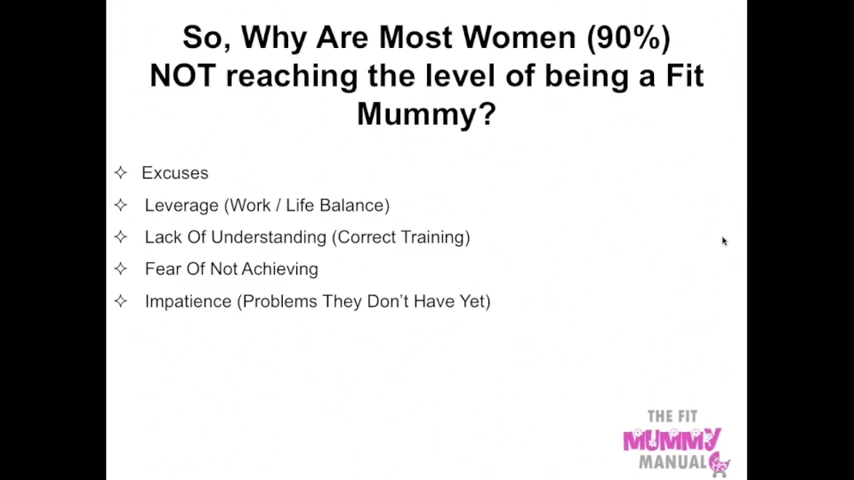 So, Why Are Most Women (90%)
NOT reaching the level of being a Fit
Mummy?
Excuses
Leverage (Work / Life Balance)
Lack Of Understanding (Correct Training)
Fear Of Not Achieving
Impatience (Problems They Don’t Have Yet)
THE FIT
MUMMY
MANUAL